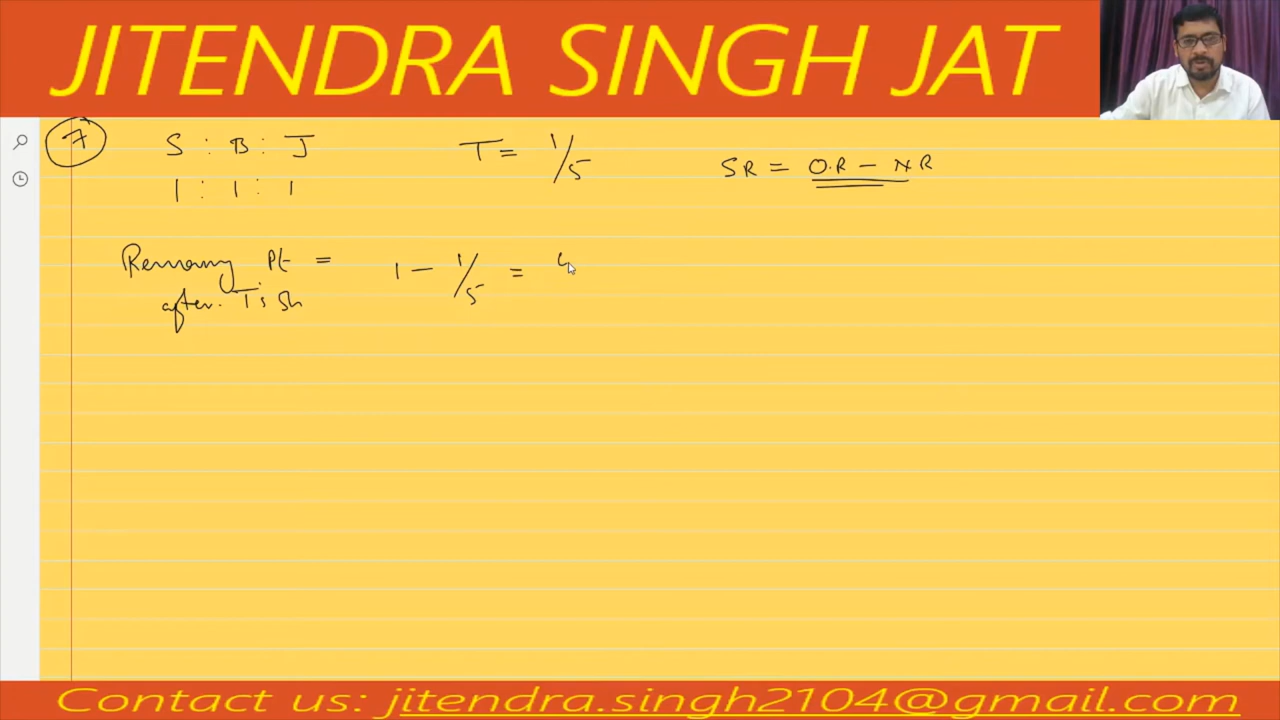 JITENDRA SINGH JAT
7
S : B : J
1 : 1 : 1
T = 1/5
SR = O.R - N R
Remaing Pt =
after T's Sh
1 - 1/5 = 4
Contact us: jitendra.singh2104@gmail.com